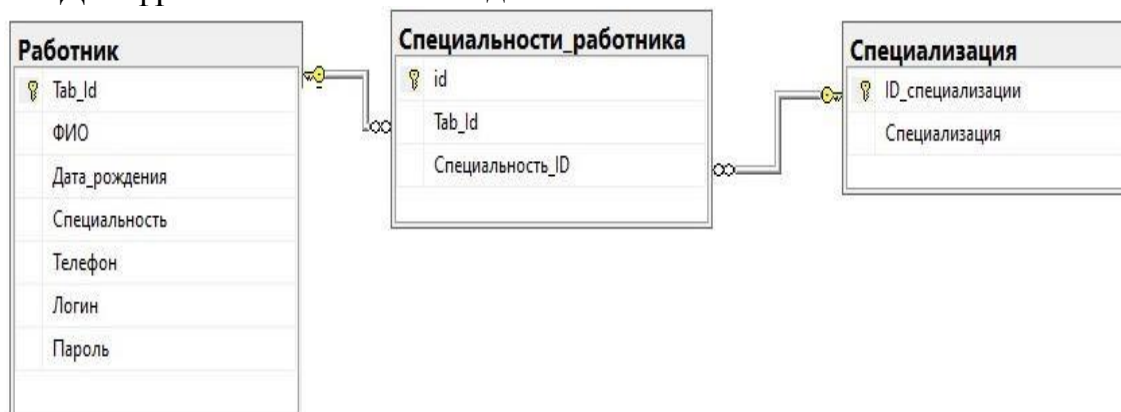 Работник
Tab_Id
ФИО
Дата_рождения
Специальность
Телефон
Логин
Пароль
Специальности_работника
id
Tab_Id
Специальность_ID
Специализация
ID_специализации
Специализация